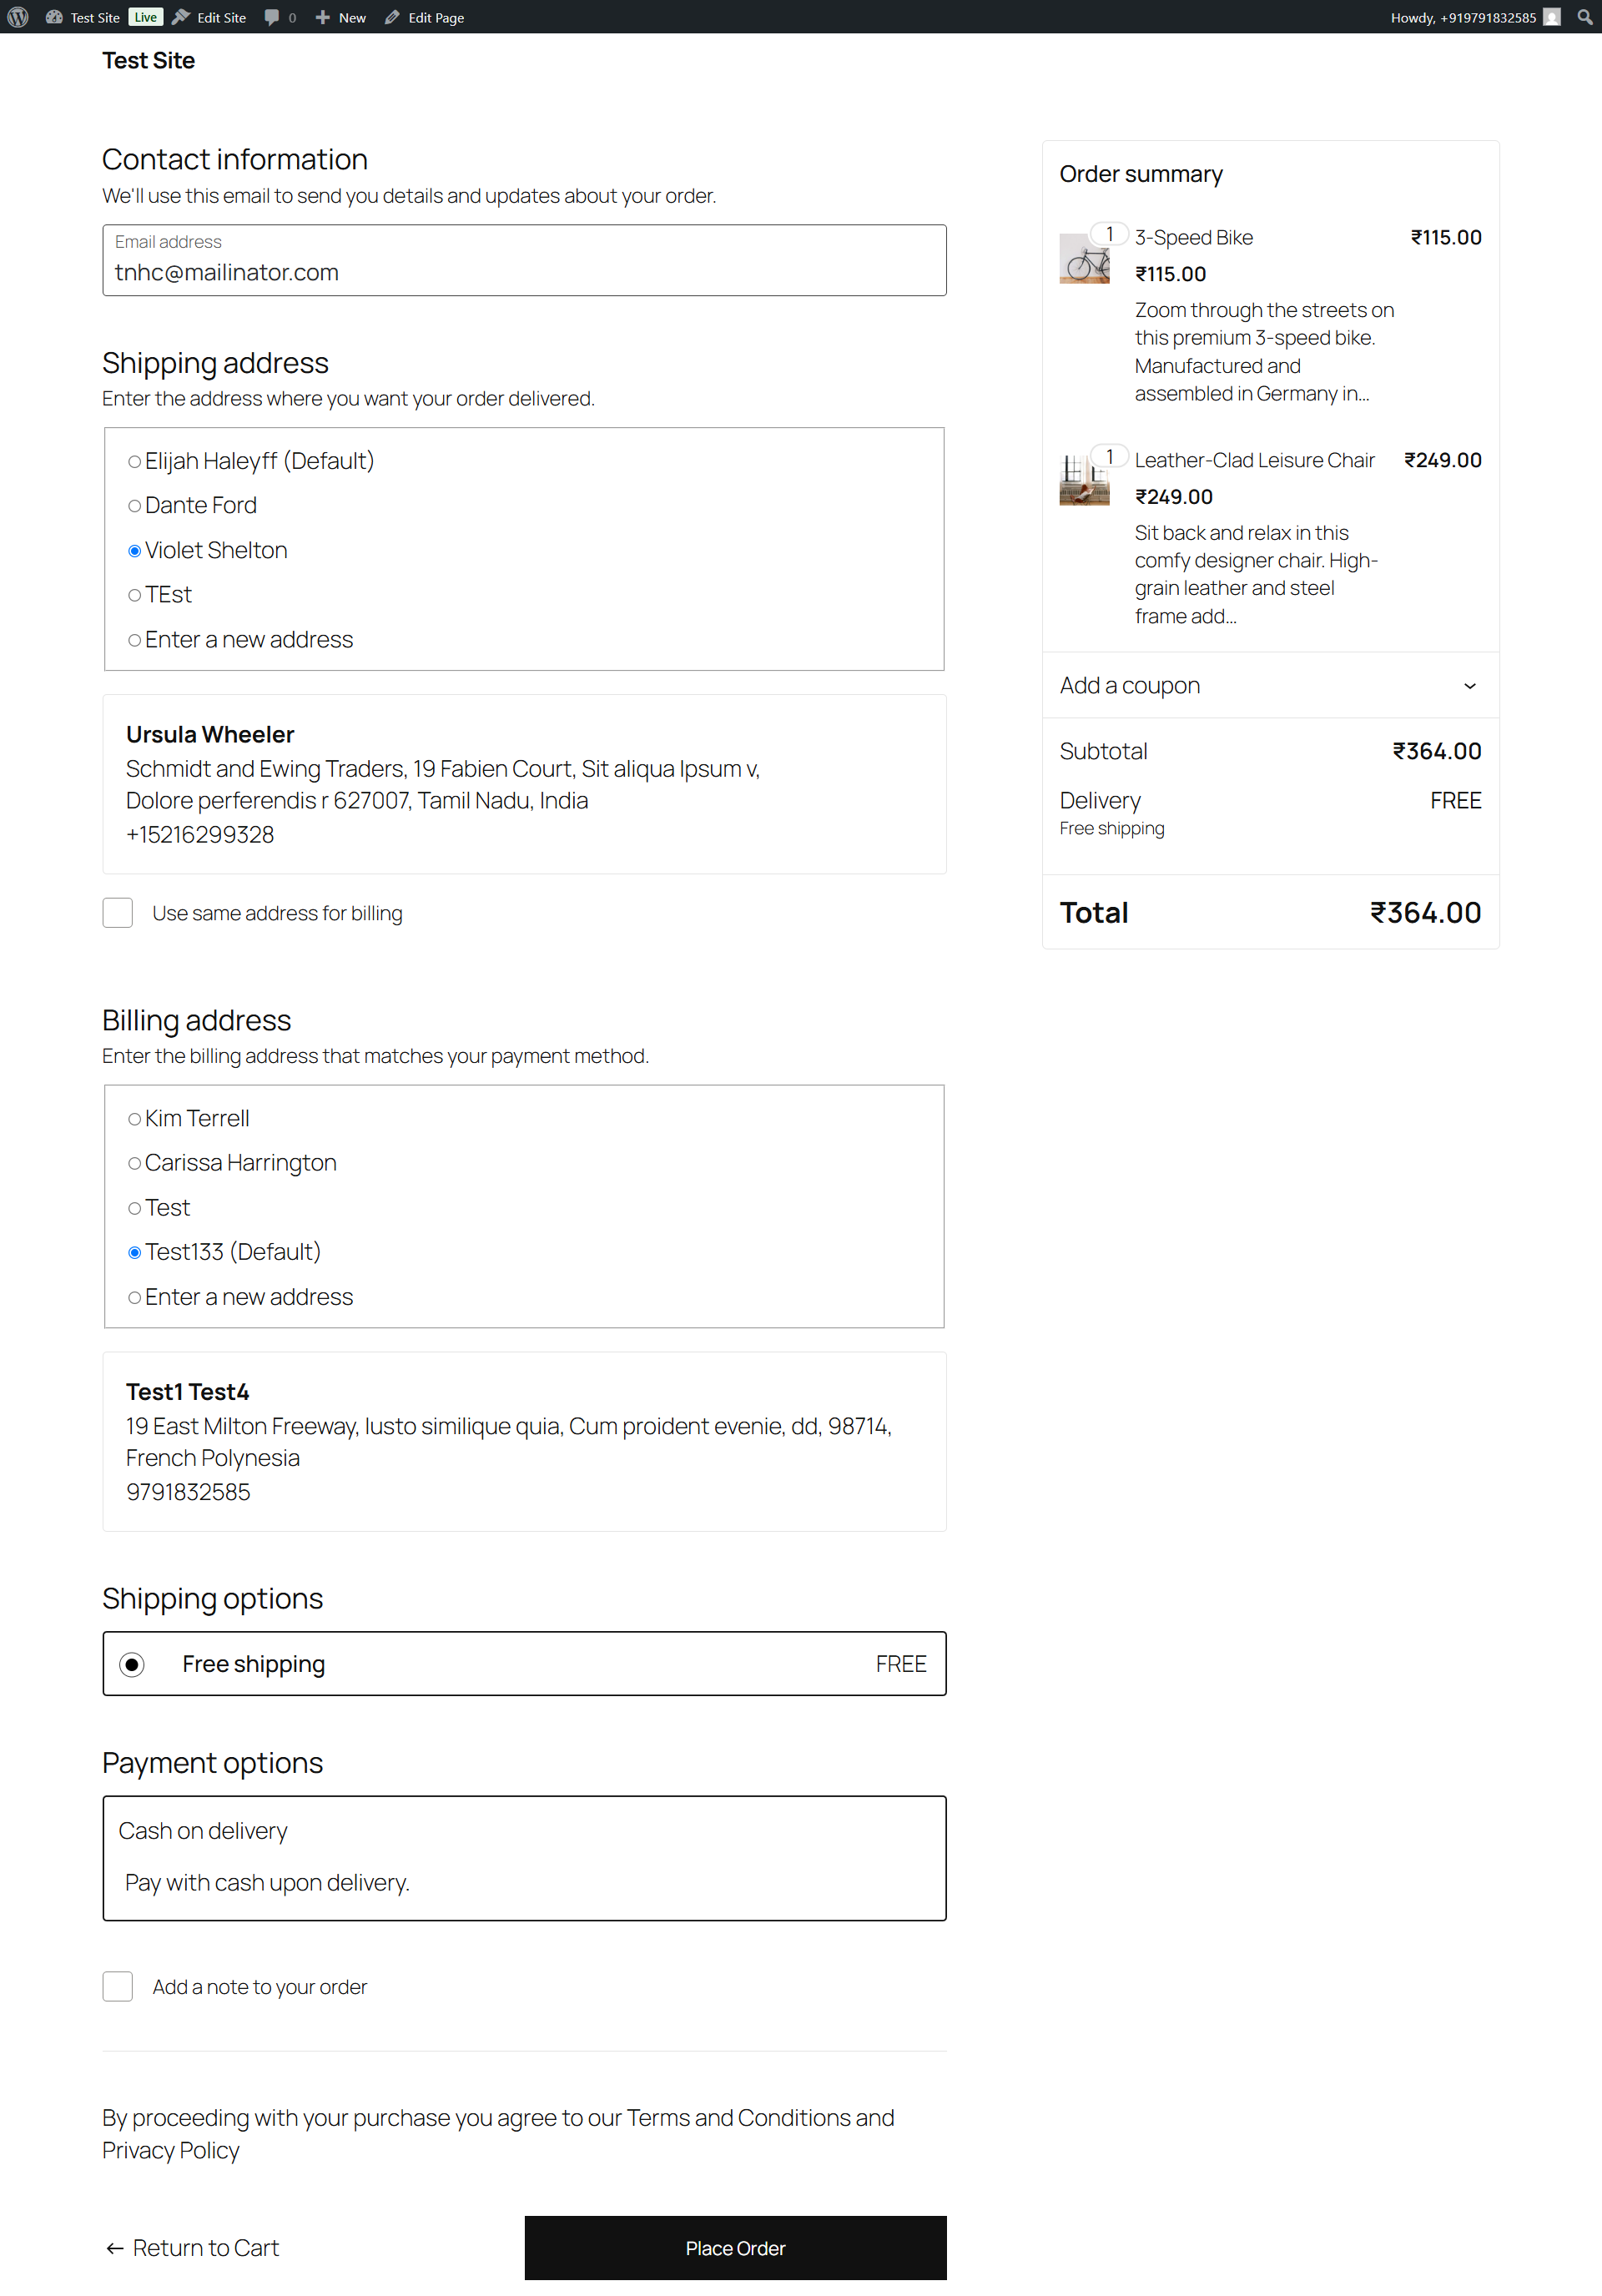 Test Site Live Edit Site 0 New Edit Page Howdy, +919791832585
Test Site
Contact information
We'll use this email to send you details and updates about your order.
Email address
tnhc@mailinator.com
Shipping address
Enter the address where you want your order delivered.
Elijah Haleyff (Default)
Dante Ford
Violet Shelton
TEst
Enter a new address
Ursula Wheeler
Schmidt and Ewing Traders, 19 Fabien Court, Sit aliqua Ipsum v,
Dolore perferendis r 627007, Tamil Nadu, India
+15216299328
Use same address for billing
Billing address
Enter the billing address that matches your payment method.
Kim Terrell
Carissa Harrington
Test
Test133 (Default)
Enter a new address
Test1 Test4
19 East Milton Freeway, Iusto similique quia, Cum proident evenie, dd, 98714,
French Polynesia
9791832585
Shipping options
Free shipping FREE
Payment options
Cash on delivery
Pay with cash upon delivery.
Add a note to your order
By proceeding with your purchase you agree to our Terms and Conditions and
Privacy Policy
← Return to Cart
Place Order
Order summary
1 3-Speed Bike ₹115.00
₹115.00
Zoom through the streets on
this premium 3-speed bike.
Manufactured and
assembled in Germany in…
1 Leather-Clad Leisure Chair ₹249.00
₹249.00
Sit back and relax in this
comfy designer chair. High-
grain leather and steel
frame add…
Add a coupon
Subtotal ₹364.00
Delivery FREE
Free shipping
Total ₹364.00